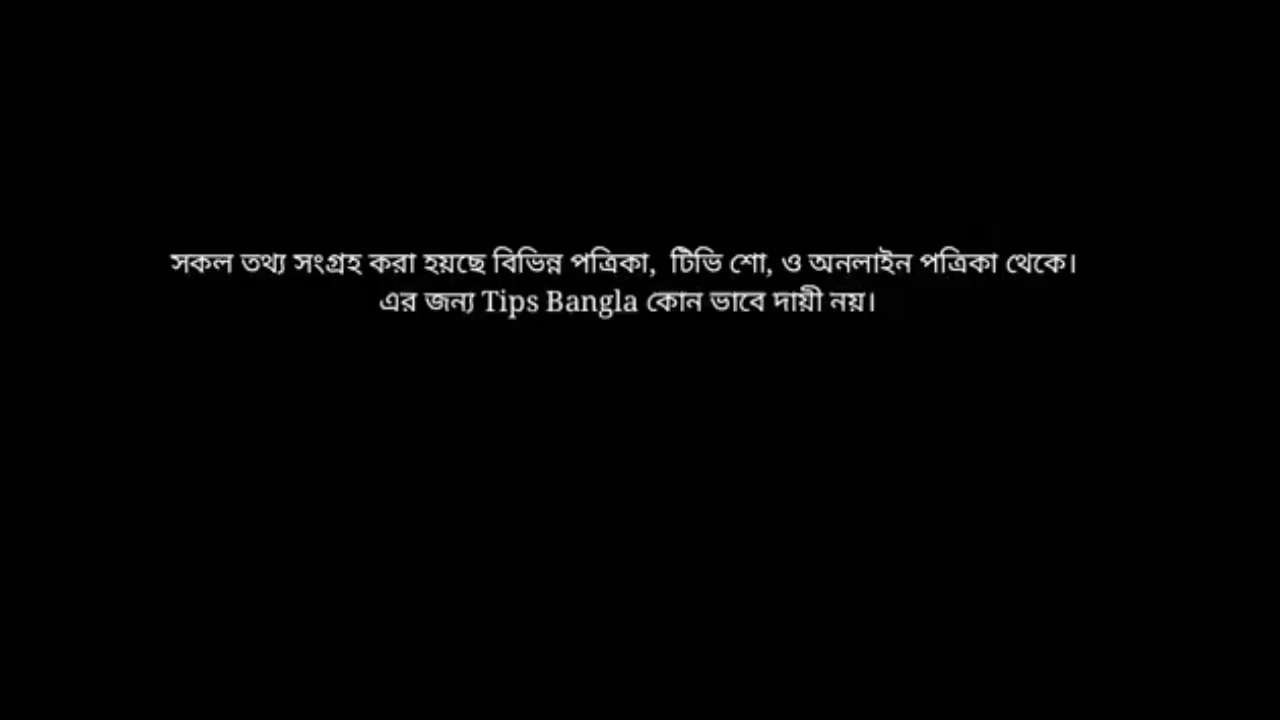 সকল তথ্য সংগ্রহ করা হয়ছে বিভিন্ন পত্রিকা, টিভি শো, ও অনলাইন পত্রিকা থেকে।
এর জন্য Tips Bangla কোন ভাবে দায়ী নয়।